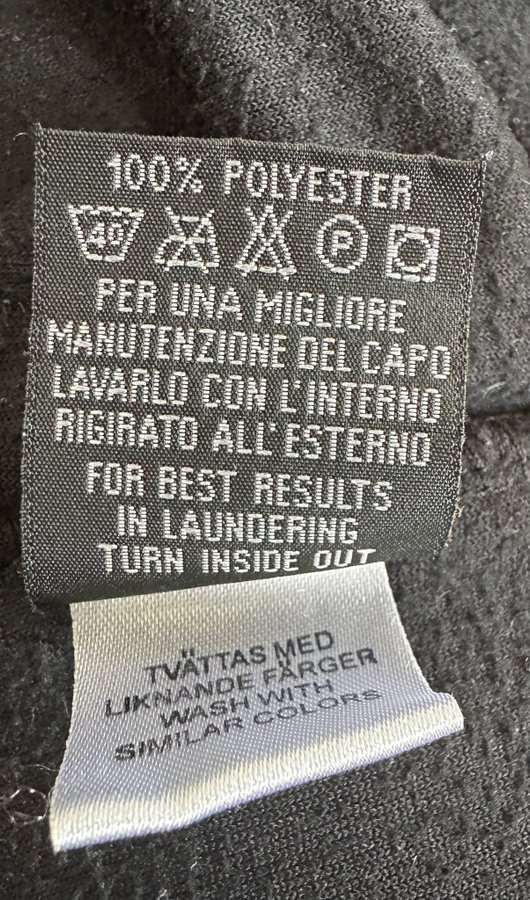 100% POLYESTER
40 P
PER UNA MIGLIORE
MANUTENZIONE DEL CAPO
LAVARLO CON L'INTERNO
RIGIRATO ALL'ESTERNO
FOR BEST RESULTS
IN LAUNDERING
TURN INSIDE OUT
TVÄTTAS MED
LIKNANDE FÄRGER
WASH WITH
SIMILAR COLORS